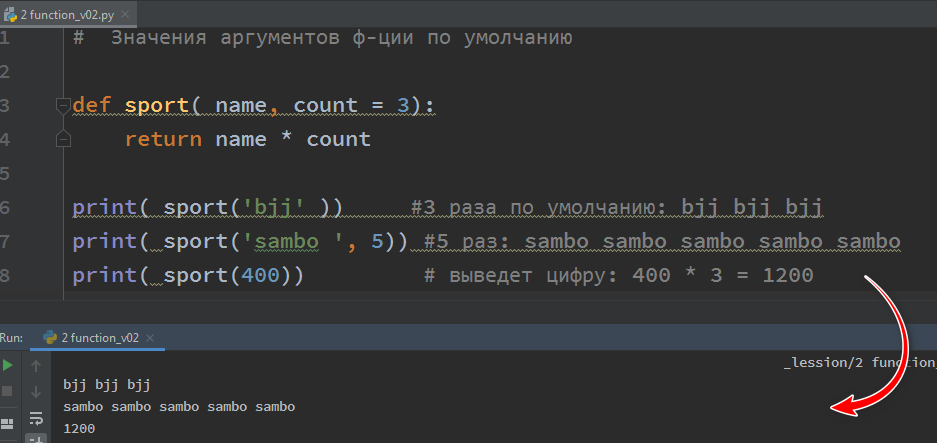 2 function_v02.py
1 # Значения аргументов ф-ции по умолчанию
2
3 def sport( name, count = 3):
4 return name * count
5
6 print( sport('bjj' )) #3 раза по умолчанию: bjj bjj bjj
7 print( sport('sambo ', 5)) #5 раз: sambo sambo sambo sambo sambo
8 print( sport(400)) # выведет цифру: 400 * 3 = 1200
Run: 2 function_v02
_lession/2 function_
bjj bjj bjj
sambo sambo sambo sambo sambo
1200